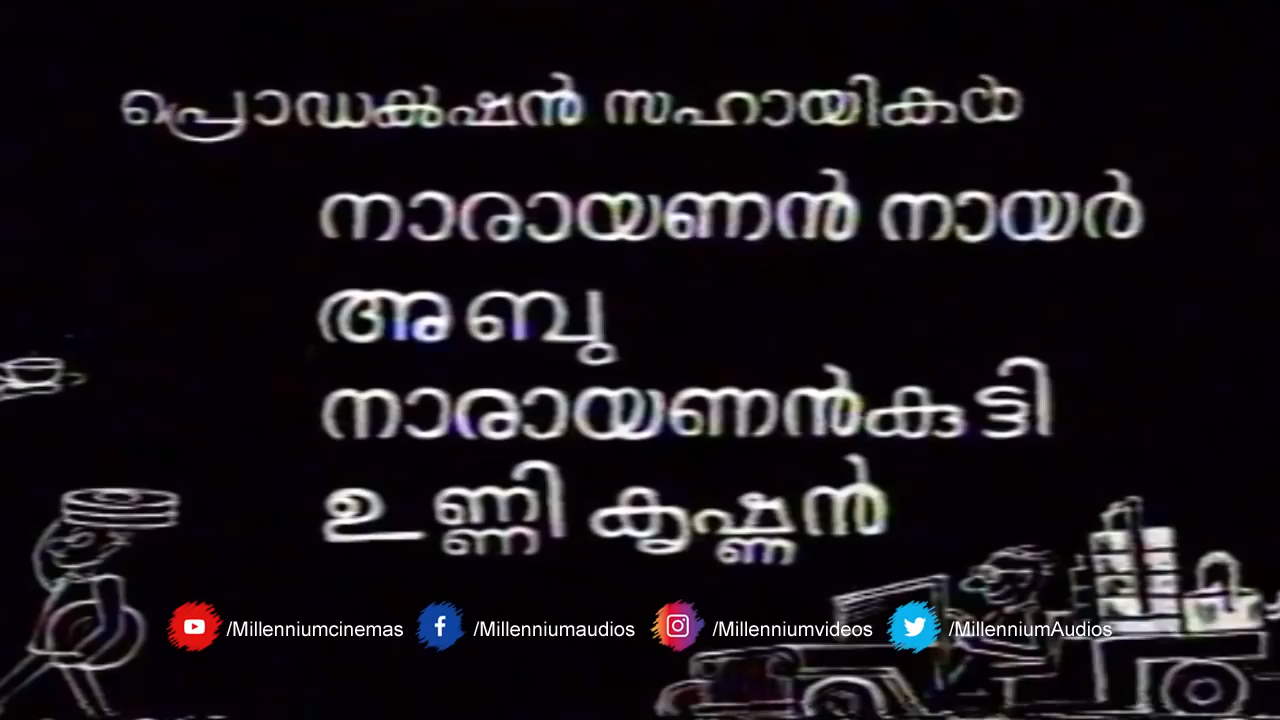 പ്രൊഡക്ഷൻ സഹായികൾ
നാരായണൻ നായർ
അബു
നാരായണൻകുട്ടി
ഉണ്ണി കൃഷ്ണൻ
/Millenniumcinemas /Millenniumaudios /Millenniumvideos /MillenniumAudios